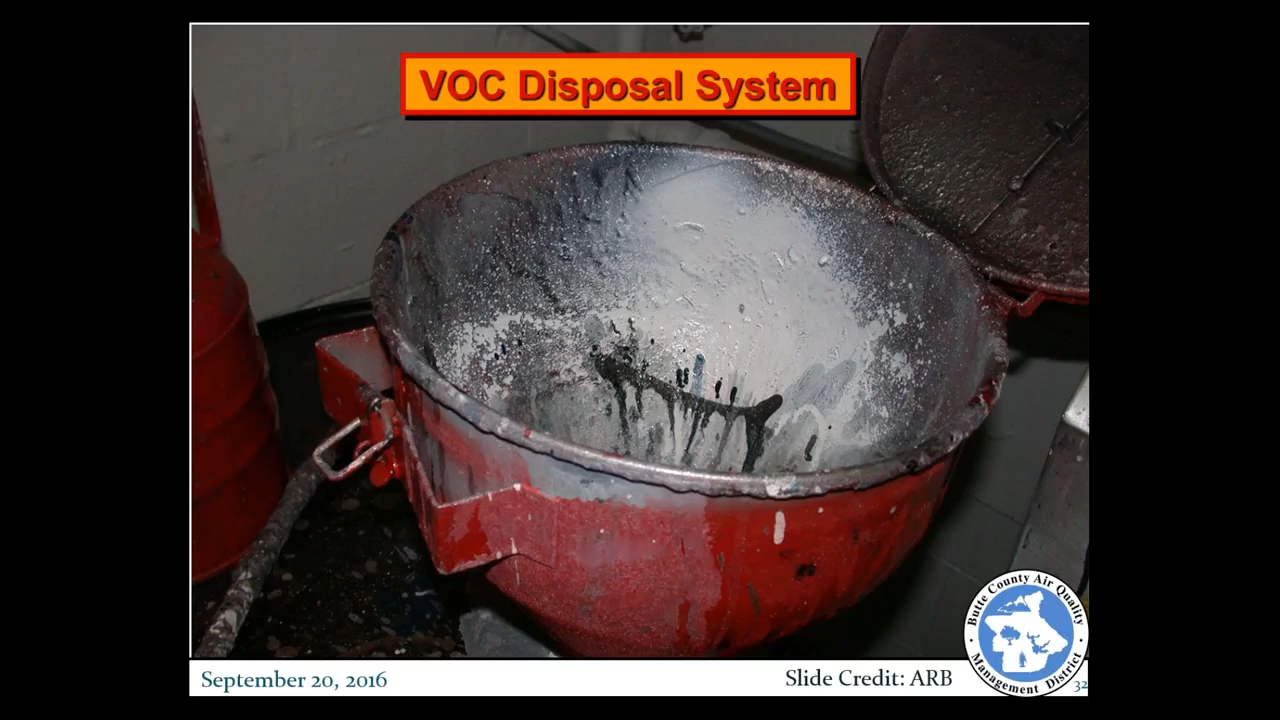 VOC Disposal System
September 20, 2016
Slide Credit: ARB
Butte County Air Quality
Management District
32